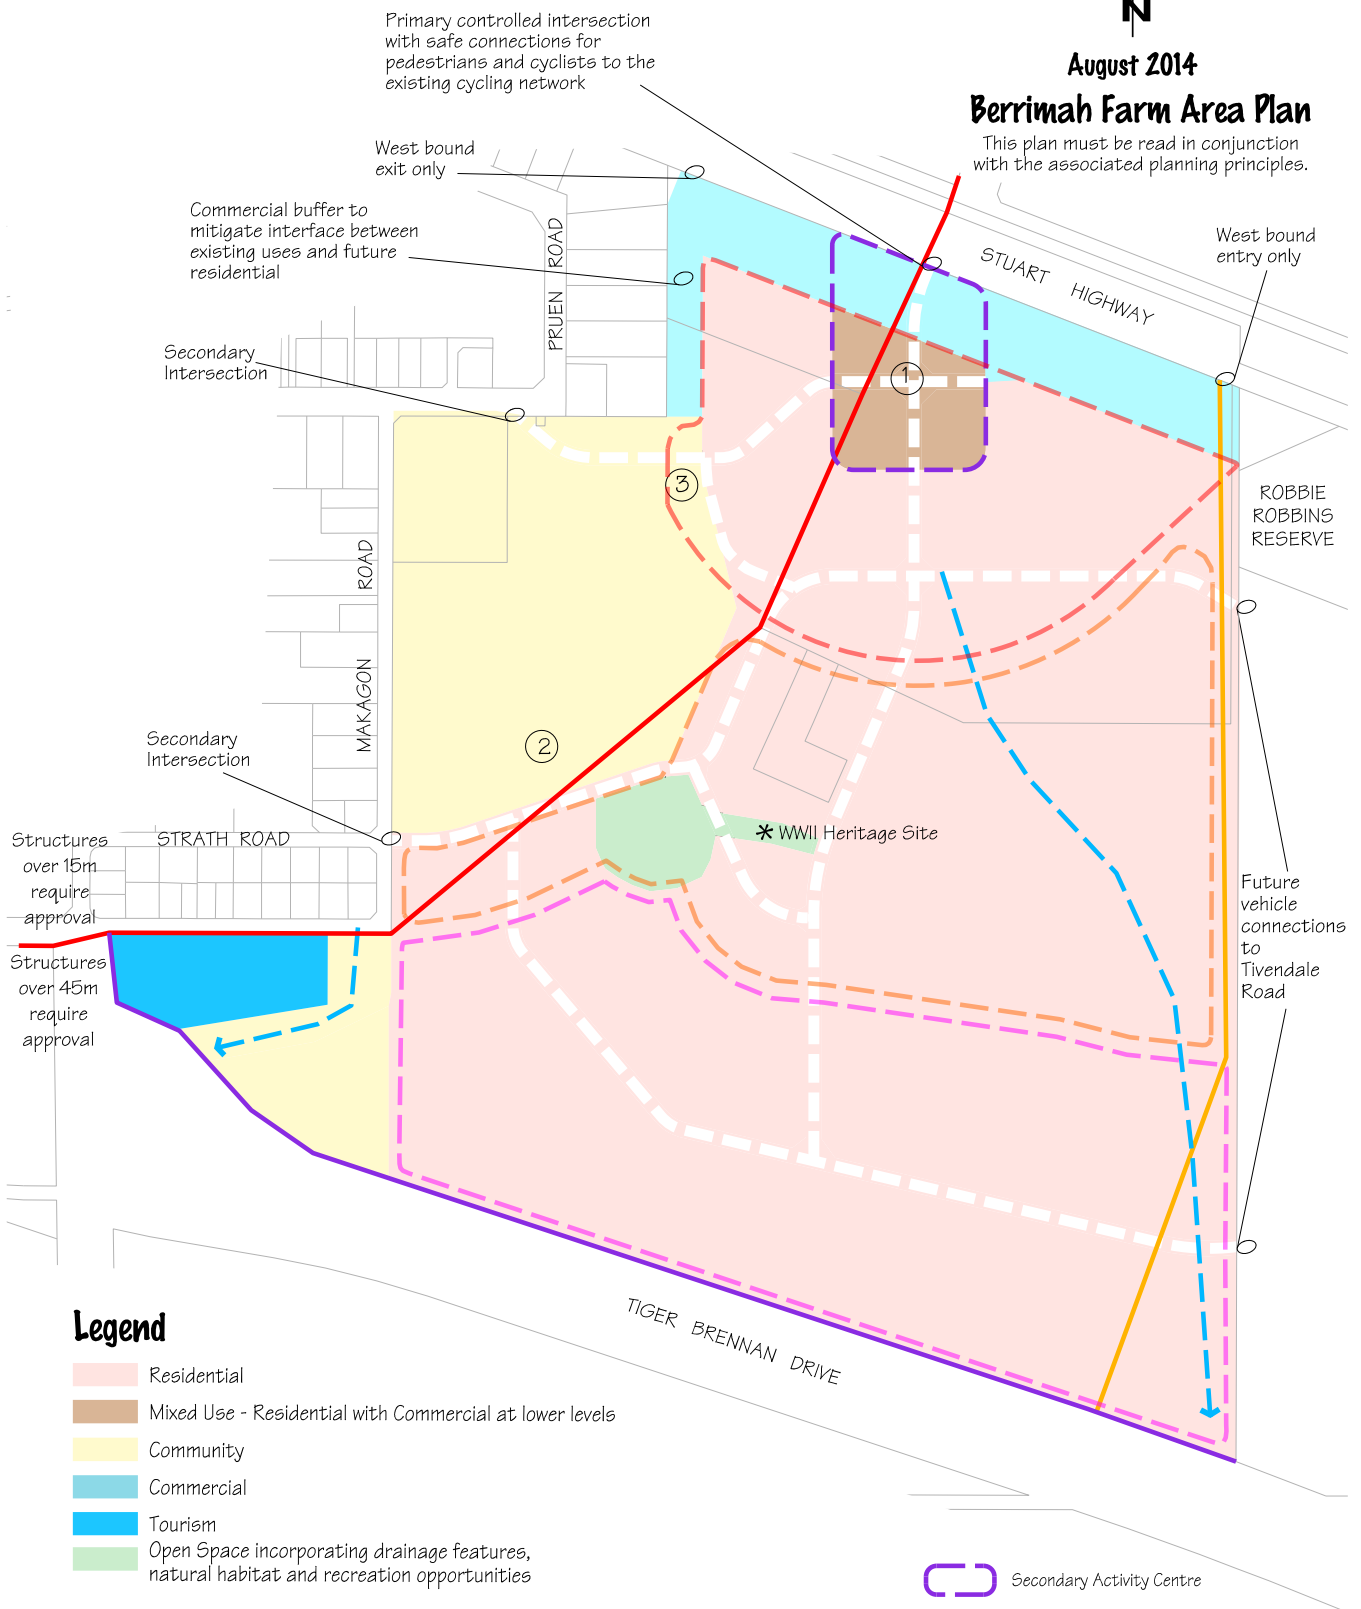 Primary controlled intersection
with safe connections for
pedestrians and cyclists to the
existing cycling network
N
August 2014
Berrimah Farm Area Plan
This plan must be read in conjunction
with the associated planning principles.
West bound
exit only
Commercial buffer to
mitigate interface between
existing uses and future
residential
PRUEN ROAD
STUART HIGHWAY
West bound
entry only
Secondary
Intersection
1
3
ROBBIE
ROBBINS
RESERVE
MAKAGON ROAD
2
Secondary
Intersection
STRATH ROAD
WWII Heritage Site
Structures
over 15m
require
approval
Structures
over 45m
require
approval
Future
vehicle
connections
to
Tivendale
Road
TIGER BRENNAN DRIVE
Legend
Residential
Mixed Use - Residential with Commercial at lower levels
Community
Commercial
Tourism
Open Space incorporating drainage features,
natural habitat and recreation opportunities
Secondary Activity Centre